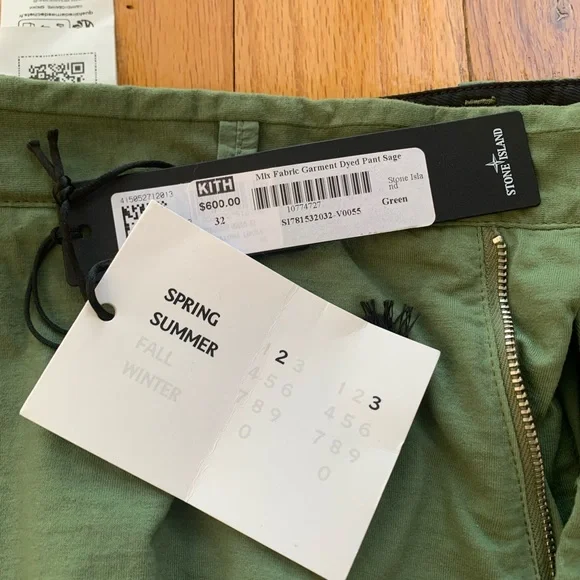 415052712013
KITH
$600.00
32
Mix Fabric Garment Dyed Pant Sage
10774727
Stone Isla
nd
SI781532032-V0055
Green
STONE ISLAND
SPRING
SUMMER
FALL
WINTER
1 2 3
4 5 6
7 8 9
0
1 2 3
4 5 6
7 8 9
0